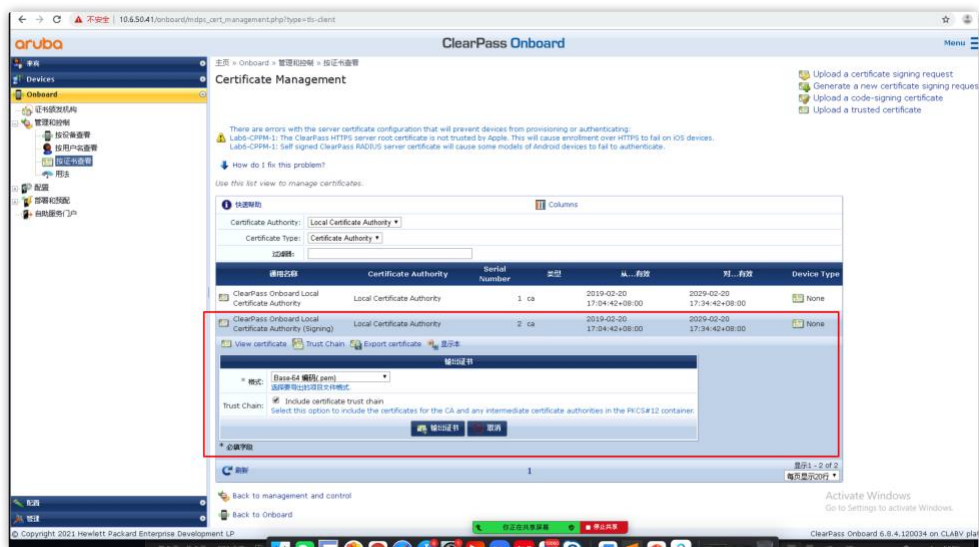 不安全 | 10.6.50.41/onboard/mdps_cert_management.php?type=tls-client
aruba
ClearPass Onboard
Menu
来宾
Devices
Onboard
证书颁发机构
管理和控制
按设备查看
按用户名查看
按证书查看
用法
配置
部署和预配
自助服务门户
主页 » Onboard » 管理和控制 » 按证书查看
Certificate Management
Upload a certificate signing request
Generate a new certificate signing reques
Upload a code-signing certificate
Upload a trusted certificate
There are errors with the server certificate configuration that will prevent devices from provisioning or authenticating:
Lab6-CPPM-1: The ClearPass HTTPS server root certificate is not trusted by Apple. This will cause enrollment over HTTPS to fail on iOS devices.
Lab6-CPPM-1: Self signed ClearPass RADIUS server certificate will cause some models of Android devices to fail to authenticate.
How do I fix this problem?
Use this list view to manage certificates.
快速帮助
Columns
Certificate Authority: Local Certificate Authority
Certificate Type: Certificate Authority
过滤器:
通用名称 Certificate Authority Serial Number 类型 从...有效 对...有效 Device Type
ClearPass Onboard Local Certificate Authority Local Certificate Authority 1 ca 2019-02-20 17:04:42+08:00 2029-02-20 17:34:42+08:00 None
ClearPass Onboard Local Certificate Authority (Signing) Local Certificate Authority 2 ca 2019-02-20 17:04:42+08:00 2029-02-20 17:34:42+08:00 None
View certificate Trust Chain Export certificate 显示本
输出证书
* 格式: Base-64 编码(.pem)
选择要导出的项目文件格式.
Trust Chain: Include certificate trust chain
Select this option to include the certificates for the CA and any intermediate certificate authorities in the PKCS#12 container.
输出证书 取消
* 必填字段
刷新
1
显示1 - 2 of 2
每页显示20行
Back to management and control
Back to Onboard
配置
管理
Activate Windows
Go to Settings to activate Windows.
你正在共享屏幕
停止共享
© Copyright 2021 Hewlett Packard Enterprise Development LP
ClearPass Onboard 6.8.4.120034 on CLABV pla